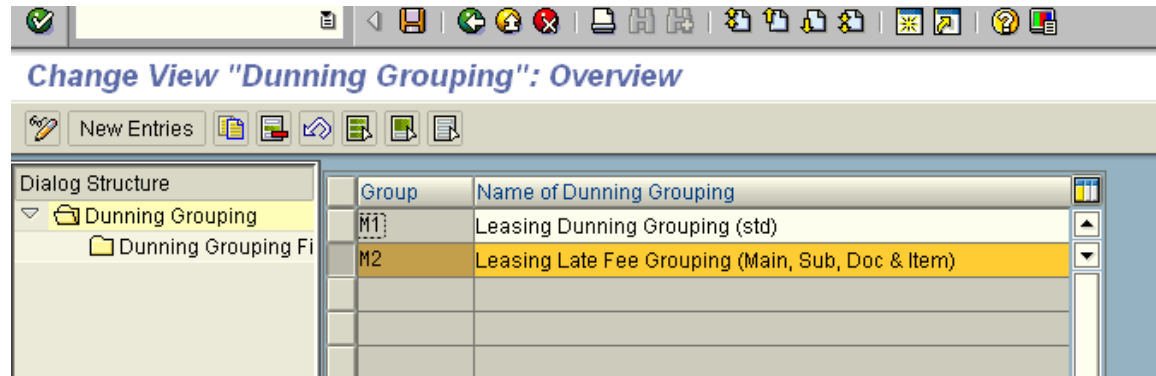 Change View "Dunning Grouping": Overview
New Entries
Dialog Structure
Dunning Grouping
Dunning Grouping Fi
Group Name of Dunning Grouping
M1 Leasing Dunning Grouping (std)
M2 Leasing Late Fee Grouping (Main, Sub, Doc & Item)